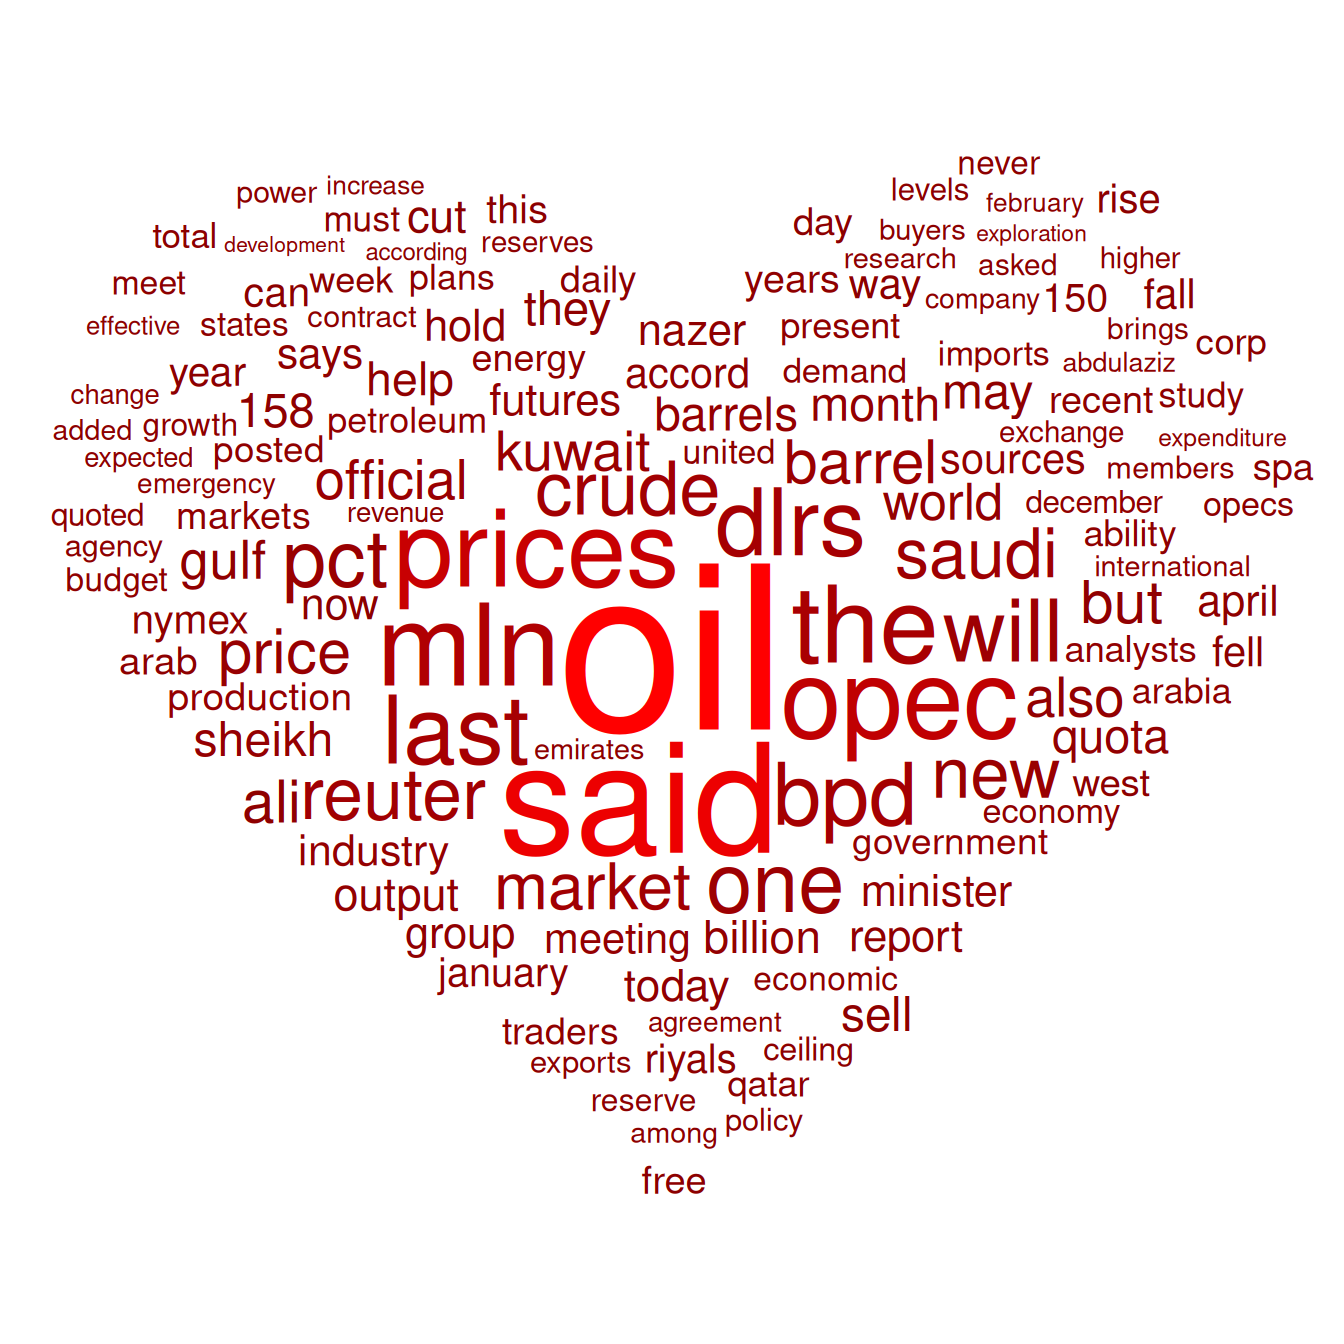 never
power increase levels february rise
must cut this day buyers exploration
total development according reserves research asked higher
meet can week plans daily years way company 150 fall
effective states contract hold they nazer present brings corp
year says help energy accord demand imports abdulaziz
change 158 petroleum futures barrels month may recent study
added growth posted kuwait united barrel sources exchange expenditure
expected official crude members spa
emergency revenue dlrs world december opecs
quoted markets prices saudi ability
agency gulf pct international
budget now oil the will but april
nymex price mln analysts fell
arab production opec also arabia
sheikh last emirates quota
ali reuter said bpd new west
economy
industry government
output market one minister
group meeting billion report
january today economic
traders agreement sell
exports riyals ceiling
reserve qatar
among policy
free